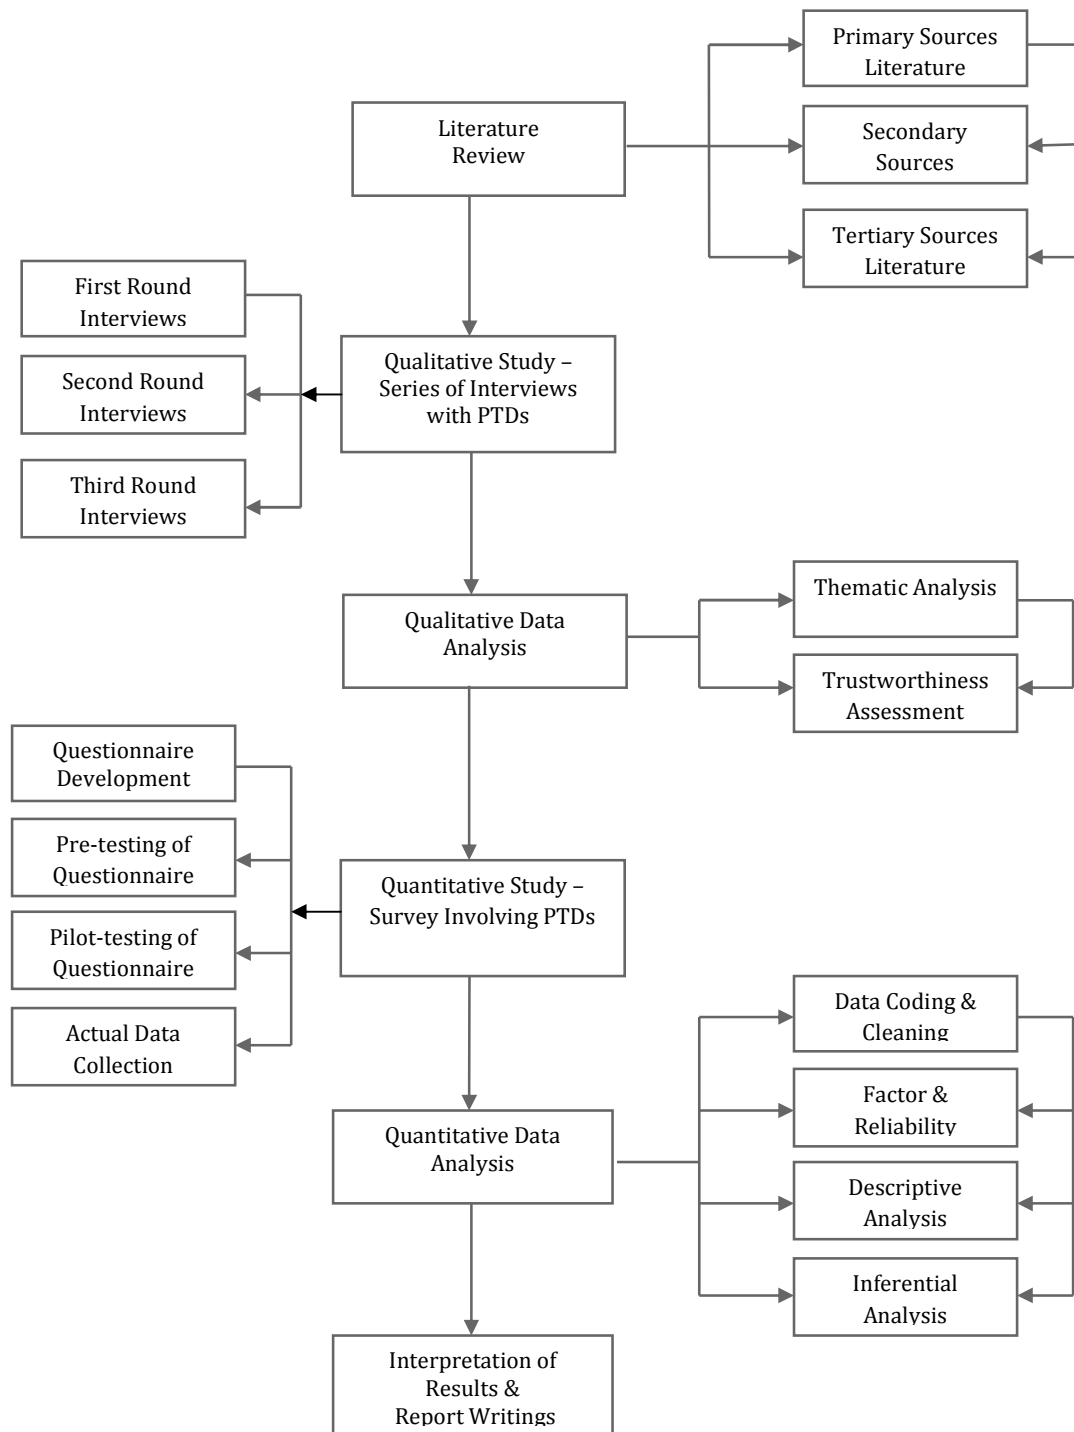 Primary Sources
Literature
Literature
Review
Secondary
Sources
Tertiary Sources
Literature
First Round
Interviews
Qualitative Study –
Series of Interviews
with PTDs
Second Round
Interviews
Third Round
Interviews
Thematic Analysis
Qualitative Data
Analysis
Trustworthiness
Assessment
Questionnaire
Development
Pre-testing of
Questionnaire
Quantitative Study –
Survey Involving PTDs
Pilot-testing of
Questionnaire
Data Coding &
Cleaning
Actual Data
Collection
Factor &
Reliability
Quantitative Data
Analysis
Descriptive
Analysis
Inferential
Analysis
Interpretation of
Results &
Report Writings